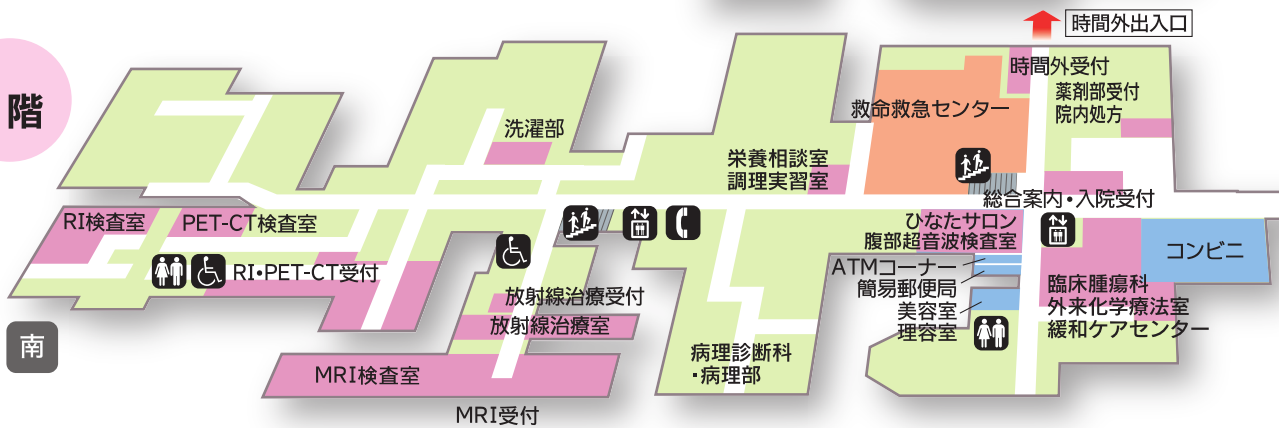 時間外出入口
階
時間外受付
薬剤部受付
院内処方
救命救急センター
洗濯部
栄養相談室
調理実習室
総合案内・入院受付
RI検査室
PET-CT検査室
ひなたサロン
腹部超音波検査室
コンビニ
RI・PET-CT受付
ATMコーナー
簡易郵便局
美容室
理容室
臨床腫瘍科
外来化学療法室
緩和ケアセンター
放射線治療受付
放射線治療室
南
病理診断科
・病理部
MRI検査室
MRI受付